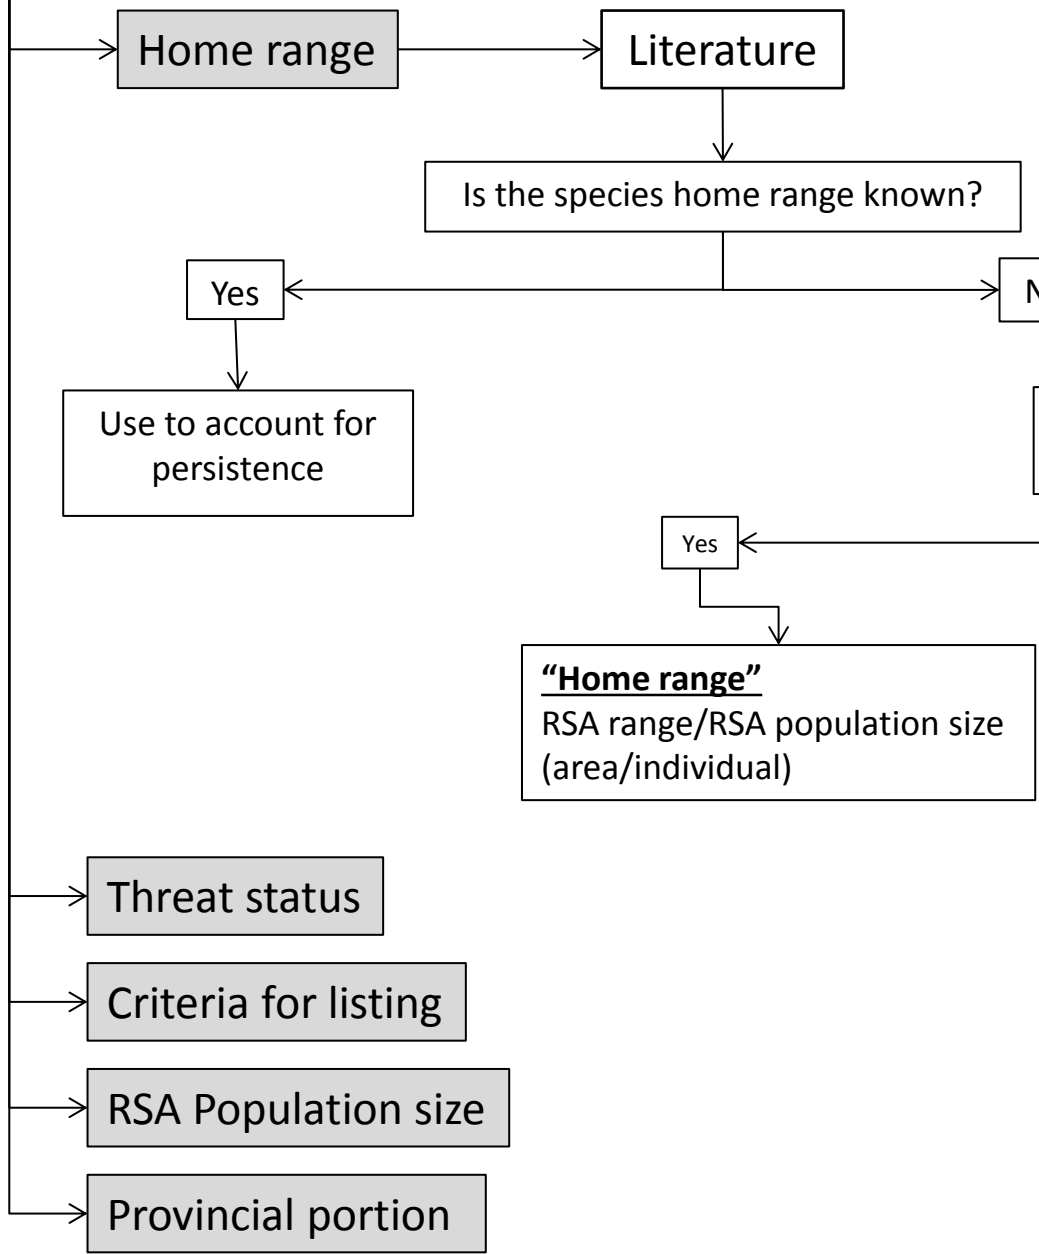 Home range
Literature
Is the species home range known?
Yes
N
Use to account for
persistence
Yes
“Home range”
RSA range/RSA population size
(area/individual)
Threat status
Criteria for listing
RSA Population size
Provincial portion